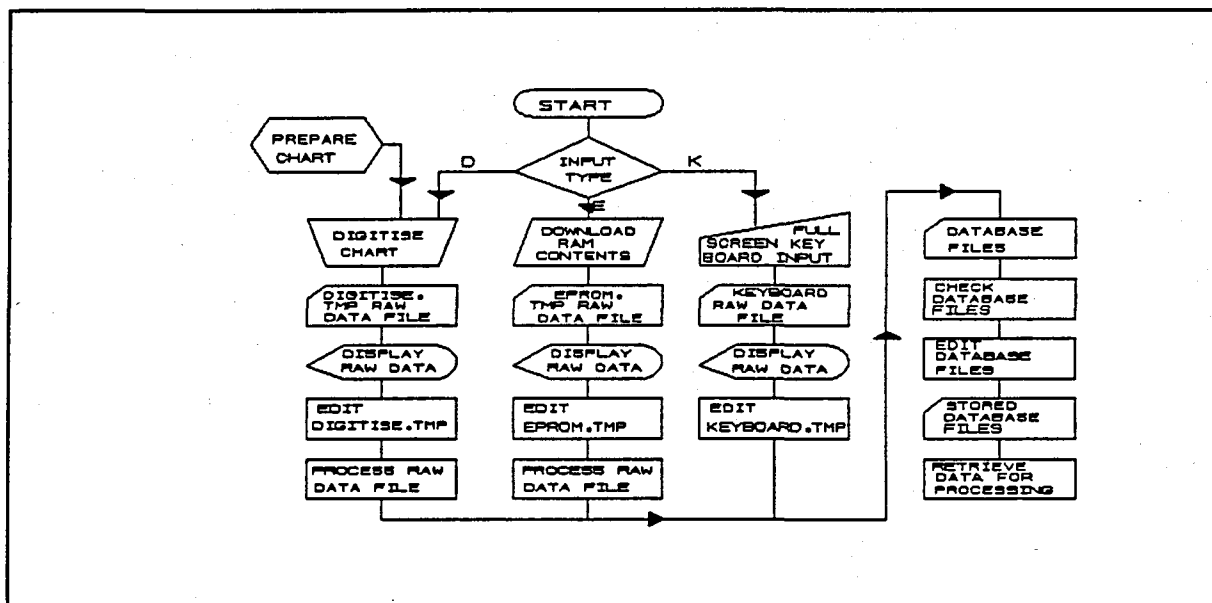 START
PREPARE
CHART
D
INPUT
TYPE
K
E
DIGITISE
CHART
DOWNLOAD
RAM
CONTENTS
FULL
SCREEN KEY
BOARD INPUT
DATABASE
FILES
DIGITISE.
TMP RAW
DATA FILE
EPROM.
TMP RAW
DATA FILE
KEYBOARD
RAW DATA
FILE
CHECK
DATABASE
FILES
DISPLAY
RAW DATA
DISPLAY
RAW DATA
DISPLAY
RAW DATA
EDIT
DATABASE
FILES
EDIT
DIGITISE.TMP
EDIT
EPROM.TMP
EDIT
KEYBOARD.TMP
STORED
DATABASE
FILES
PROCESS RAW
DATA FILE
PROCESS RAW
DATA FILE
RETRIEVE
DATA FOR
PROCESSING